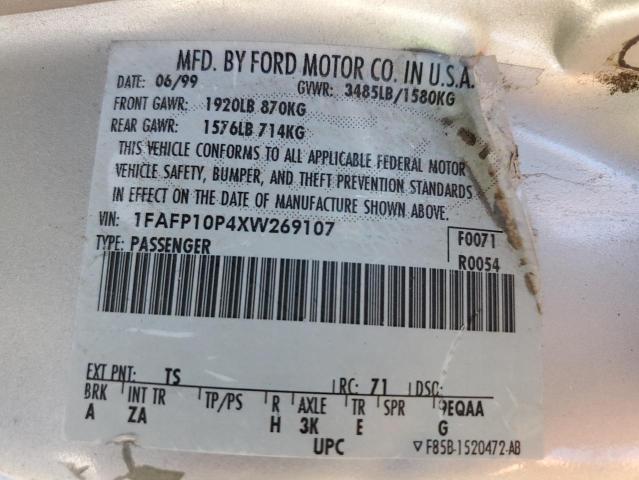 MFD. BY FORD MOTOR CO. IN U.S.A.
DATE: 06/99 GVWR: 3485LB/1580KG
FRONT GAWR: 1920LB 870KG
REAR GAWR: 1576LB 714KG
THIS VEHICLE CONFORMS TO ALL APPLICABLE FEDERAL MOTOR
VEHICLE SAFETY, BUMPER, AND THEFT PREVENTION STANDARDS
IN EFFECT ON THE DATE OF MANUFACTURE SHOWN ABOVE.
VIN: 1FAFP10P4XW269107 F0071
TYPE: PASSENGER R0054
EXT PNT: TS RC: 71 DSO:
BRK INT TR TP/PS R AXLE TR SPR 9EQAA
A ZA H 3K E G
UPC ▽ F85B-1520472-AB